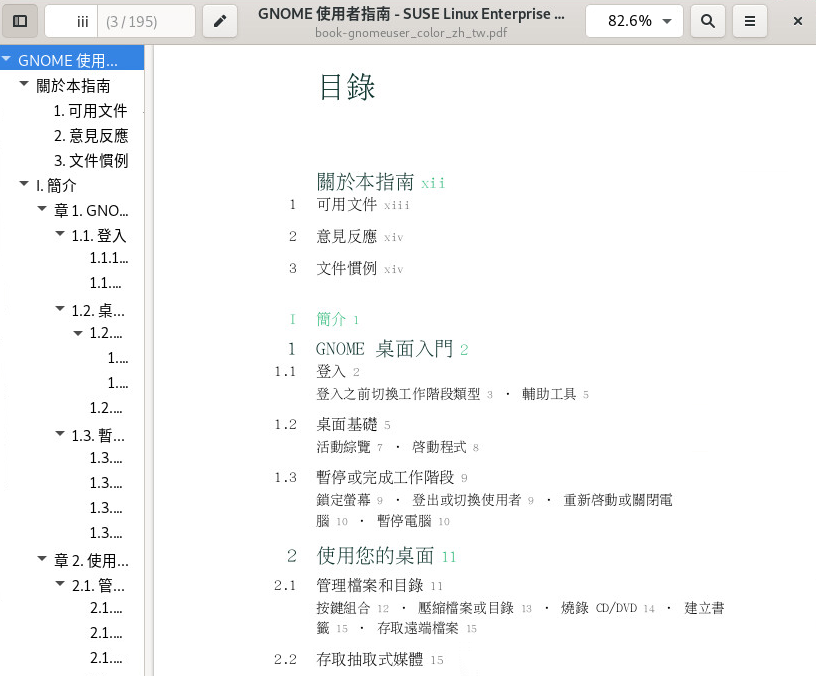 iii (3 / 195)
GNOME 使用者指南 - SUSE Linux Enterprise ...
book-gnomeuser_color_zh_tw.pdf
82.6%
GNOME 使用...
關於本指南
1. 可用文件
2. 意見反應
3. 文件慣例
I. 簡介
章 1. GNO...
1.1. 登入
1.1.1...
1.1....
1.2. 桌...
1.2....
1....
1....
1.2....
1.3. 暫...
1.3....
1.3....
1.3....
1.3....
章 2. 使用...
2.1. 管...
2.1....
2.1....
2.1....
目錄
關於本指南 xii
1 可用文件 xiii
2 意見反應 xiv
3 文件慣例 xiv
I 簡介 1
1 GNOME 桌面入門 2
1.1 登入 2
登入之前切換工作階段類型 3 • 輔助工具 5
1.2 桌面基礎 5
活動綜覽 7 • 啓動程式 8
1.3 暫停或完成工作階段 9
鎖定螢幕 9 • 登出或切換使用者 9 • 重新啓動或關閉電
腦 10 • 暫停電腦 10
2 使用您的桌面 11
2.1 管理檔案和目錄 11
按鍵組合 12 • 壓縮檔案或目錄 13 • 燒錄 CD/DVD 14 • 建立書
籤 15 • 存取遠端檔案 15
2.2 存取抽取式媒體 15